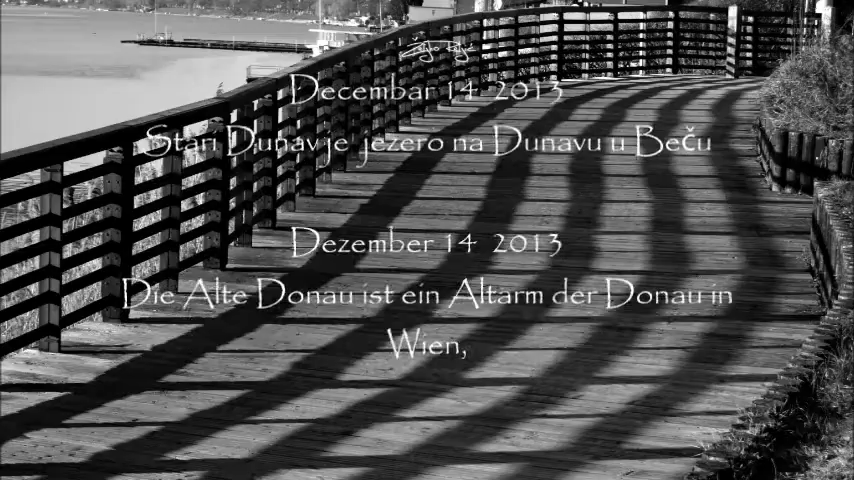 Decembar 14 2013
Stari Dunav je jezero na Dunavu u Beču
Dezember 14 2013
Die Alte Donau ist ein Altarm der Donau in
Wien,